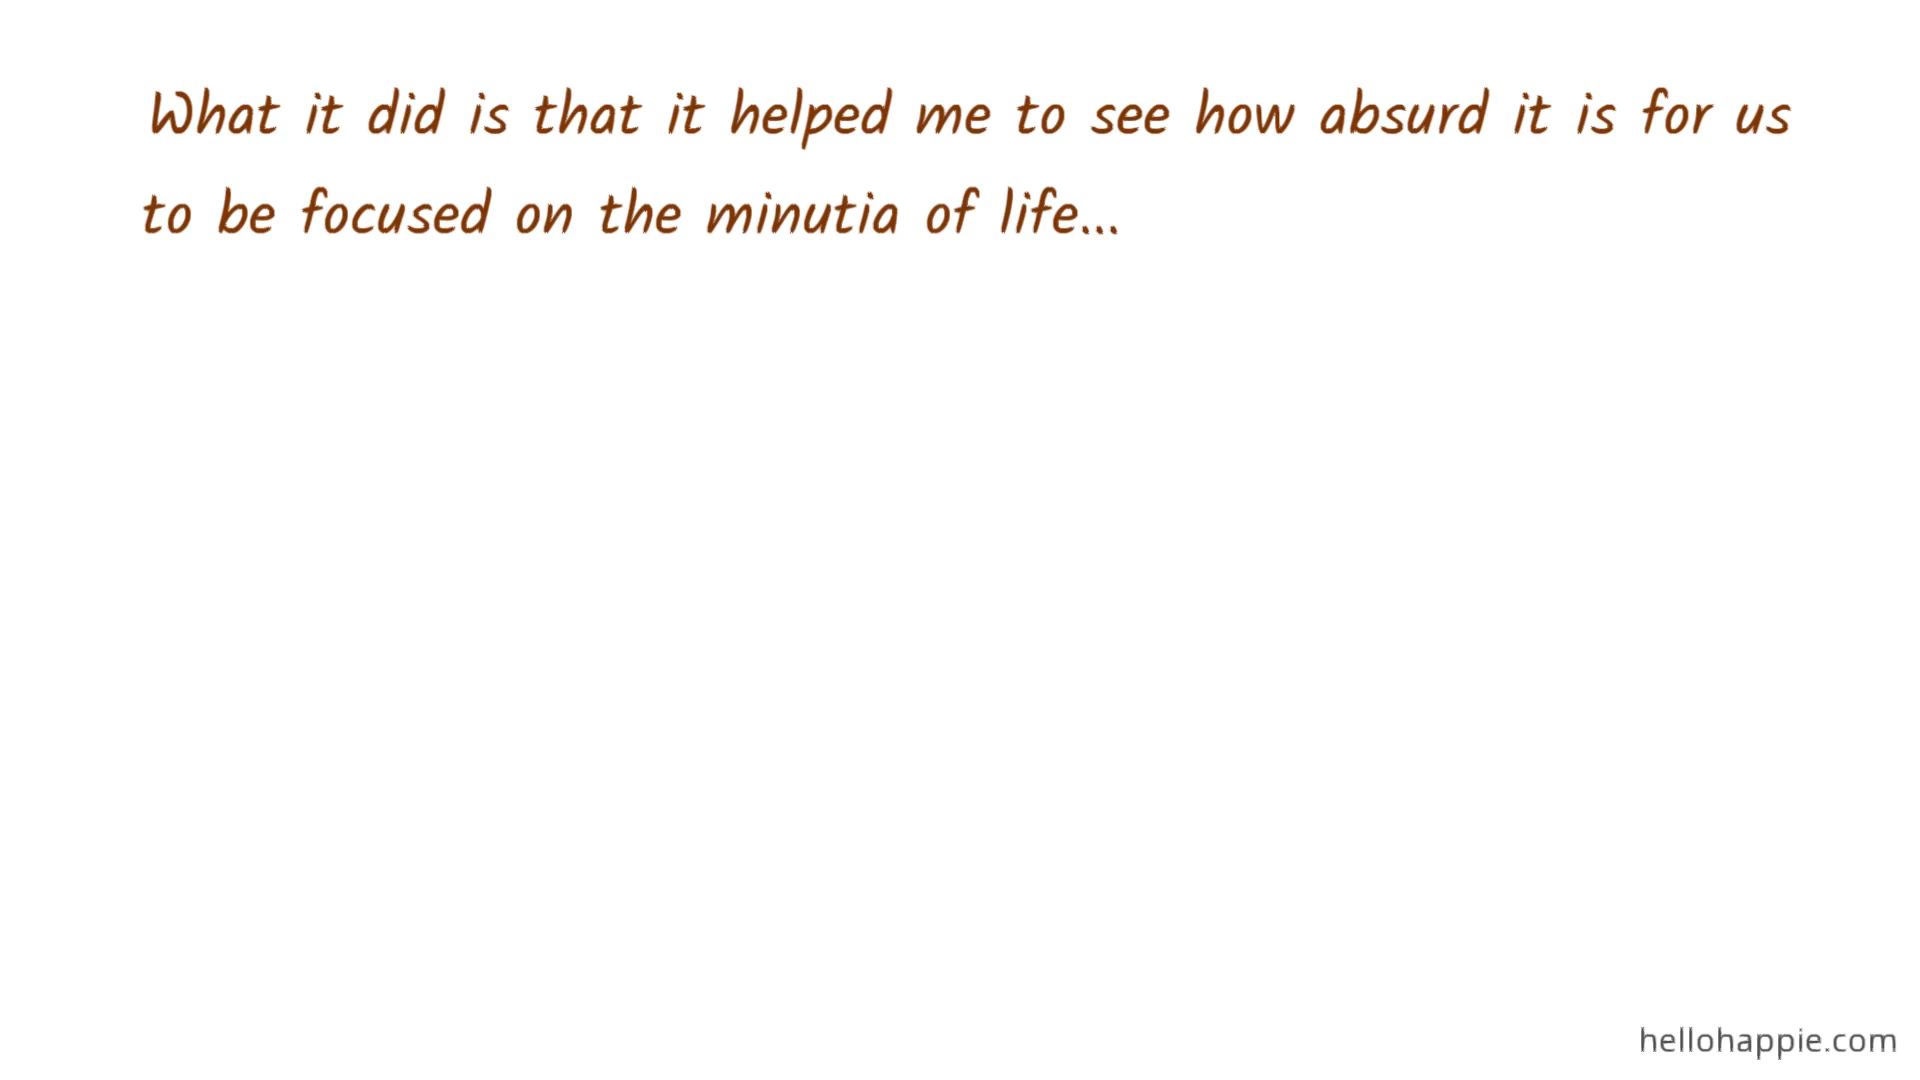 What it did is that it helped me to see how absurd it is for us
to be focused on the minutia of life...
hellohappie.com